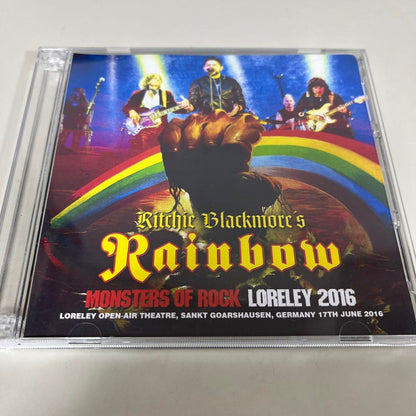 Ritchie Blackmore's
Rainbow
MONSTERS OF ROCK LORELEY 2016
LORELEY OPEN-AIR THEATRE, SANKT GOARSHAUSEN, GERMANY 17TH JUNE 2016